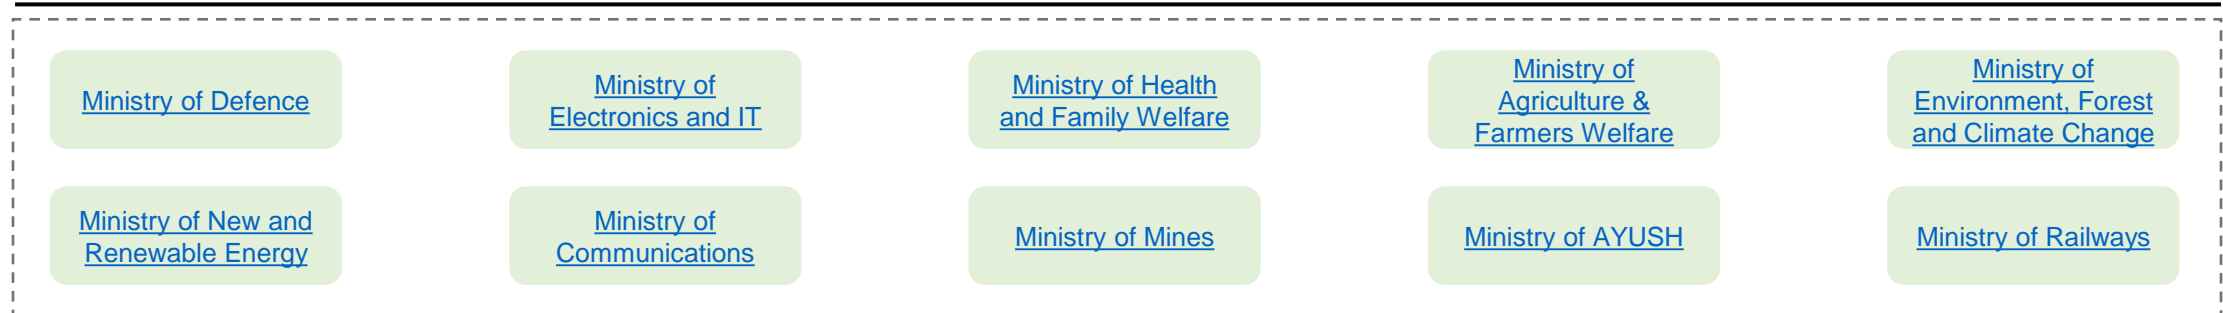 Ministry of Defence
Ministry of
Electronics and IT
Ministry of Health
and Family Welfare
Ministry of
Agriculture &
Farmers Welfare
Ministry of
Environment, Forest
and Climate Change
Ministry of New and
Renewable Energy
Ministry of
Communications
Ministry of Mines
Ministry of AYUSH
Ministry of Railways